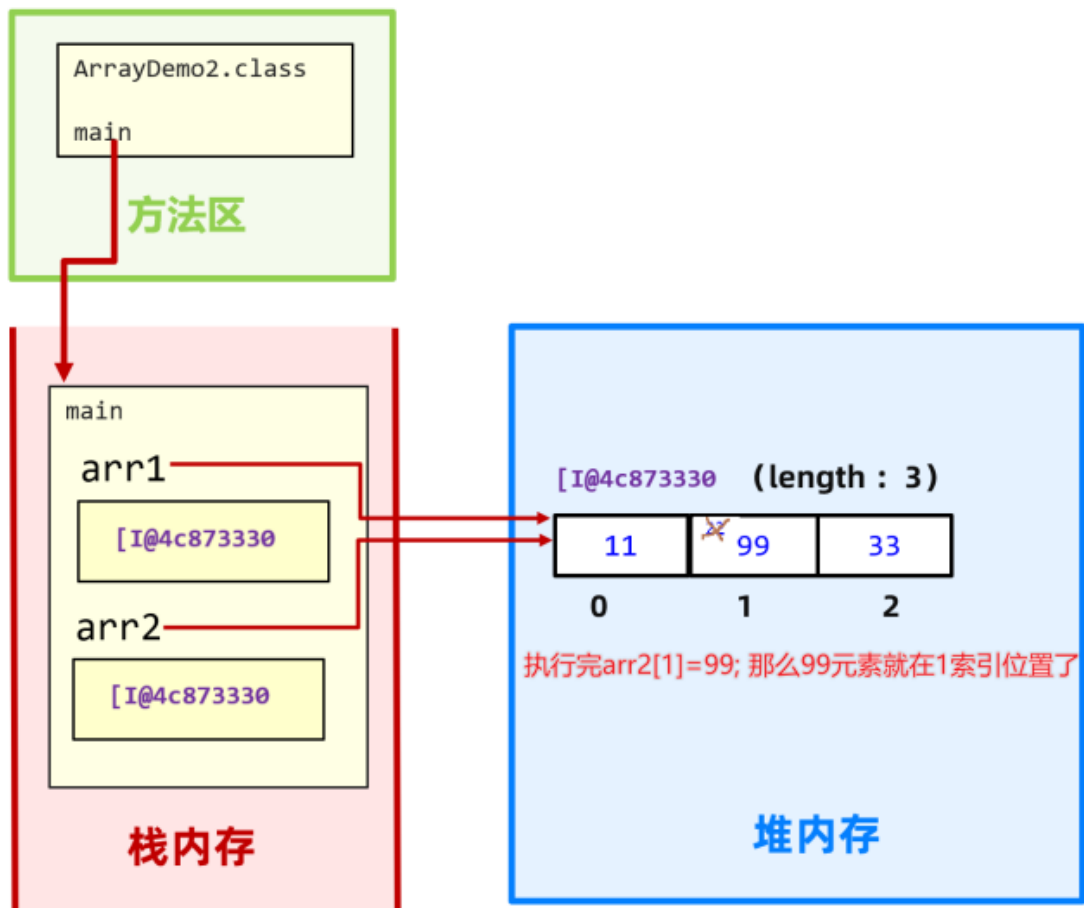 ArrayDemo2.class
main
方法区
main
arr1
[I@4c873330
arr2
[I@4c873330
栈内存
[I@4c873330 (length : 3)
11 99 33
0 1 2
执行完arr2[1]=99; 那么99元素就在1索引位置了
堆内存